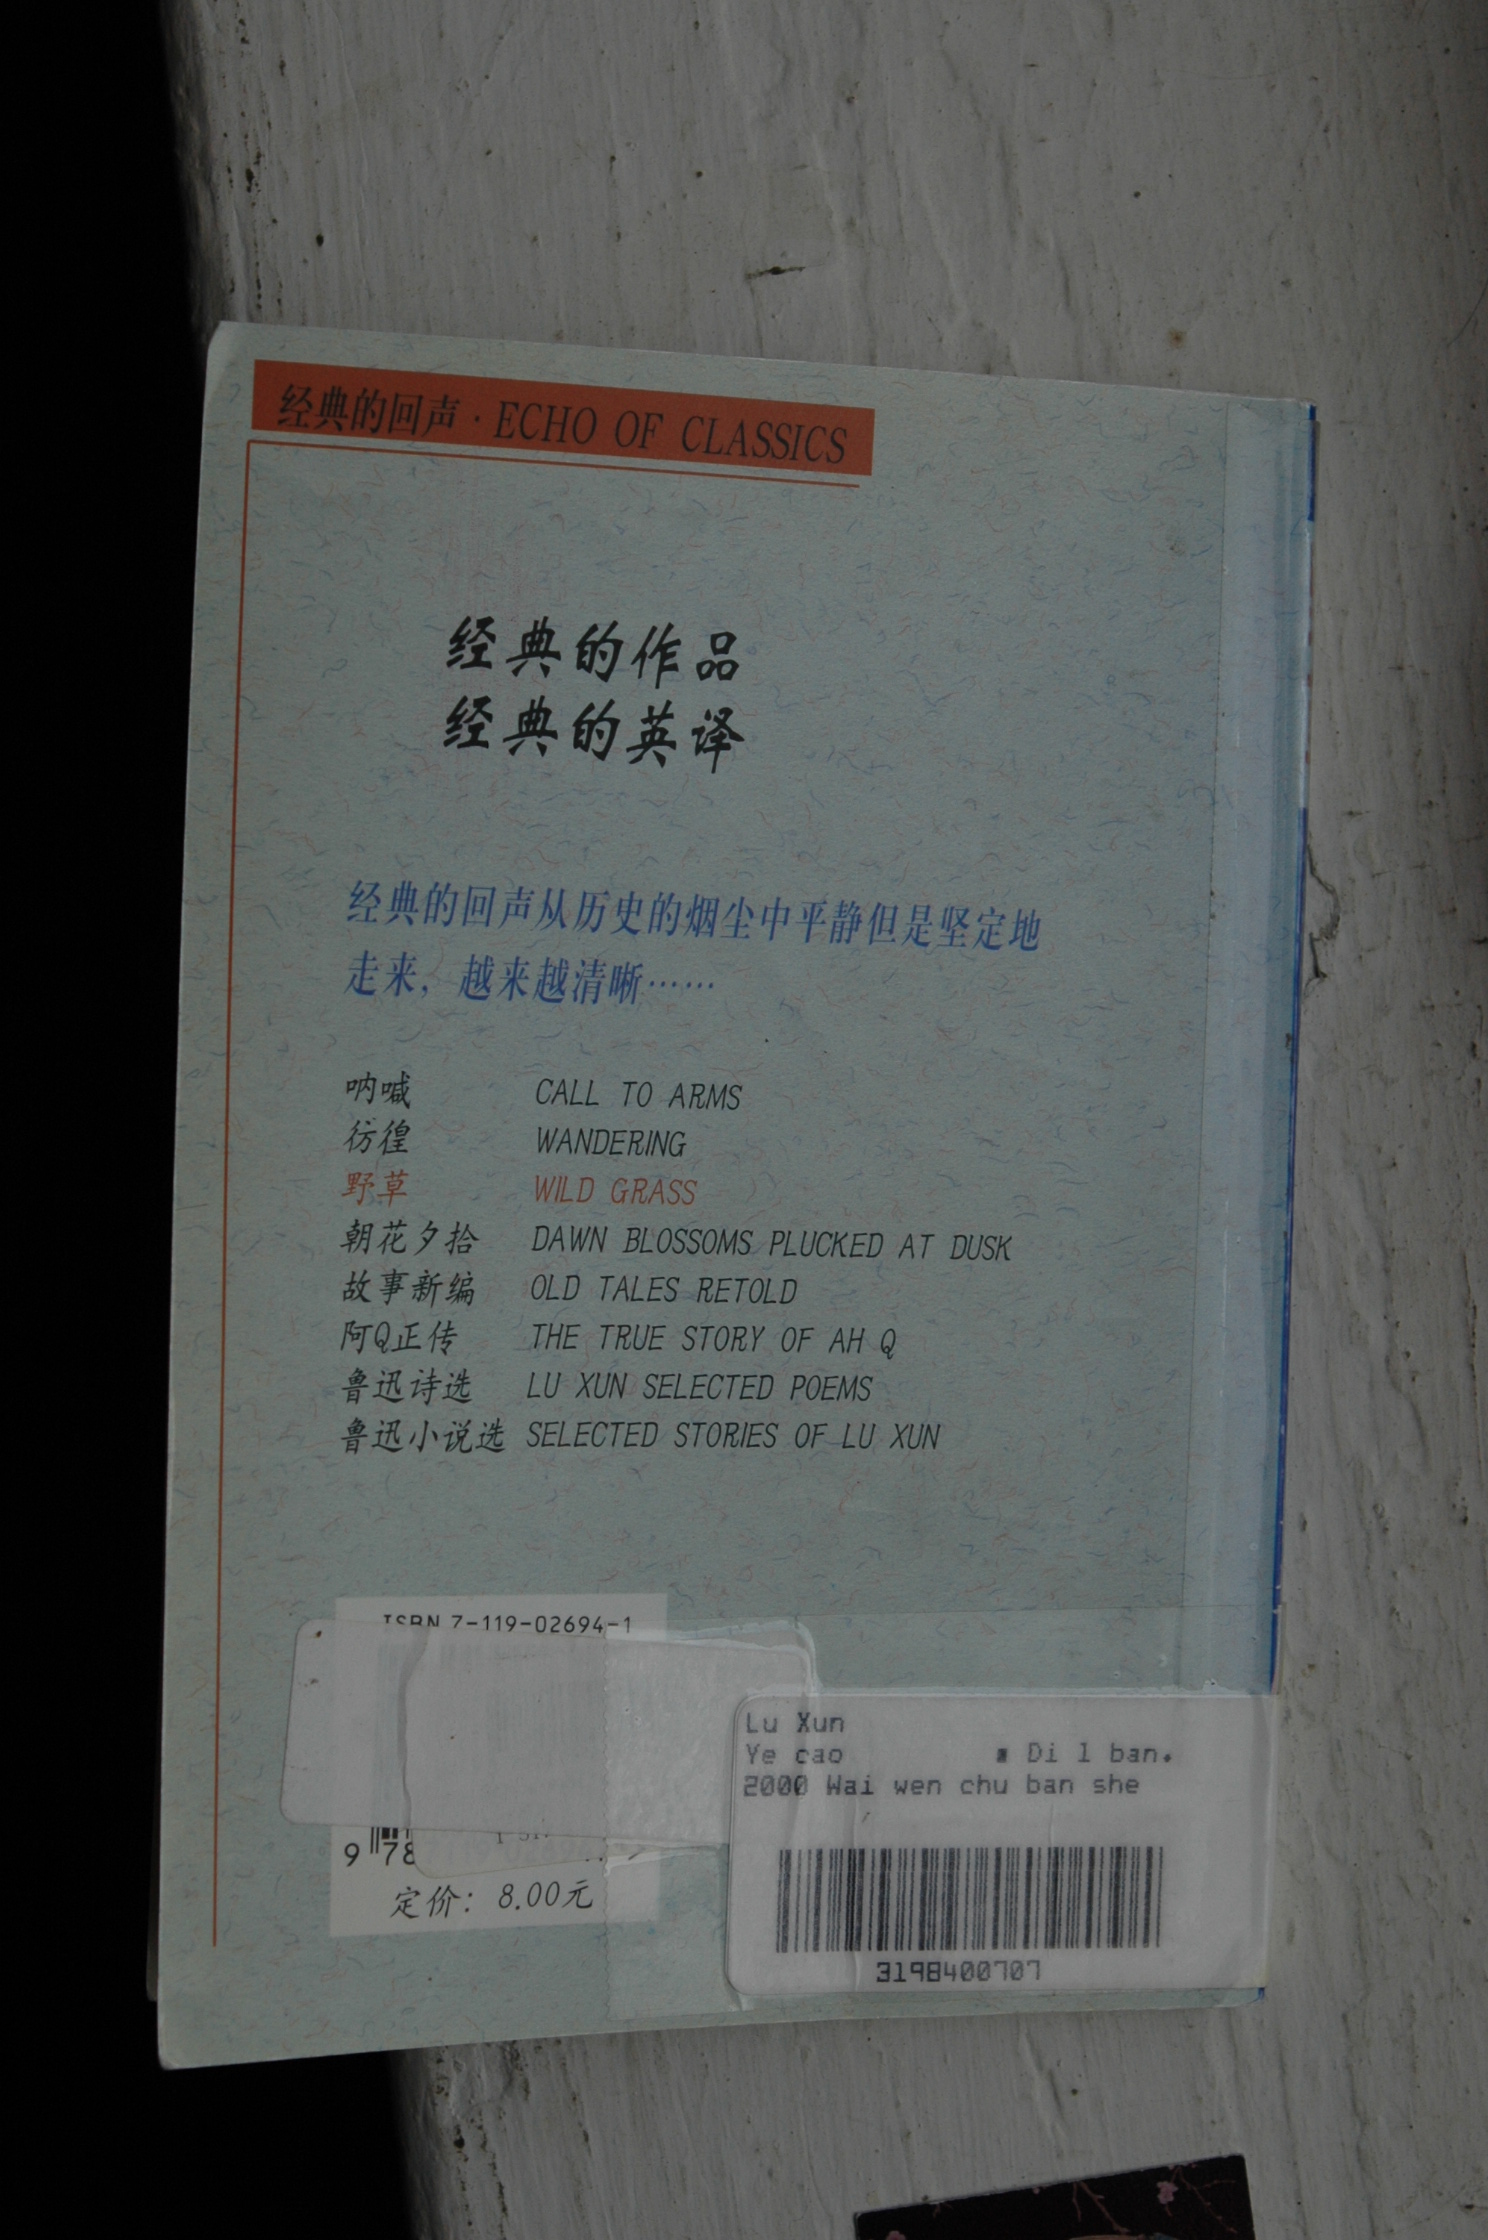 经典的回声·ECHO OF CLASSICS
经典的作品
经典的英译
经典的回声从历史的烟尘中平静但是坚定地
走来，越来越清晰……
呐喊 CALL TO ARMS
彷徨 WANDERING
野草 WILD GRASS
朝花夕拾 DAWN BLOSSOMS PLUCKED AT DUSK
故事新编 OLD TALES RETOLD
阿Q正传 THE TRUE STORY OF AH Q
鲁迅诗选 LU XUN SELECTED POEMS
鲁迅小说选 SELECTED STORIES OF LU XUN
ISBN 7-119-02694-1
9 78
定价：8.00元
Lu Xun
Ye cao Di 1 ban.
2000 Wai wen chu ban she
3198400707